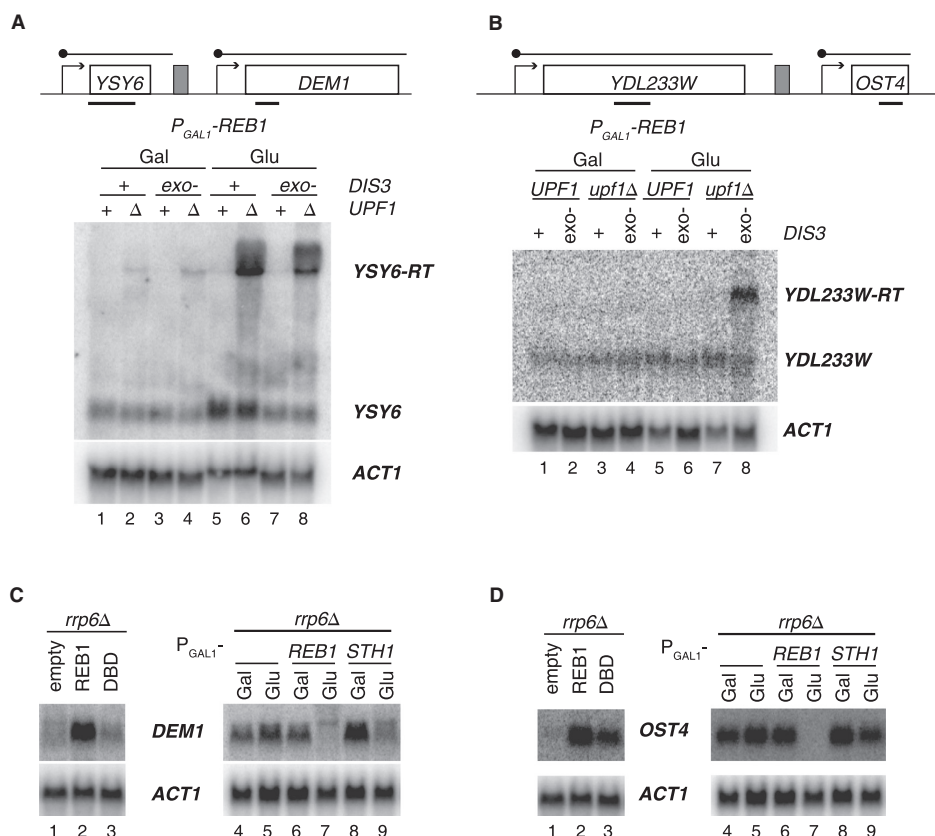 A
YSY6
DEM1
P_GAL1-REB1
Gal Glu
+ exo- + exo- DIS3
+ Δ + Δ + Δ + Δ UPF1
YSY6-RT
YSY6
ACT1
1 2 3 4 5 6 7 8
B
YDL233W
OST4
P_GAL1-REB1
Gal Glu
UPF1 upf1Δ UPF1 upf1Δ
+ exo- + exo- + exo- + exo- DIS3
YDL233W-RT
YDL233W
ACT1
1 2 3 4 5 6 7 8
C
rrp6Δ
empty REB1 DBD
rrp6Δ
P_GAL1- REB1 STH1
Gal Glu Gal Glu Gal Glu
DEM1
ACT1
1 2 3 4 5 6 7 8 9
D
rrp6Δ
empty REB1 DBD
rrp6Δ
P_GAL1- REB1 STH1
Gal Glu Gal Glu Gal Glu
OST4
ACT1
1 2 3 4 5 6 7 8 9